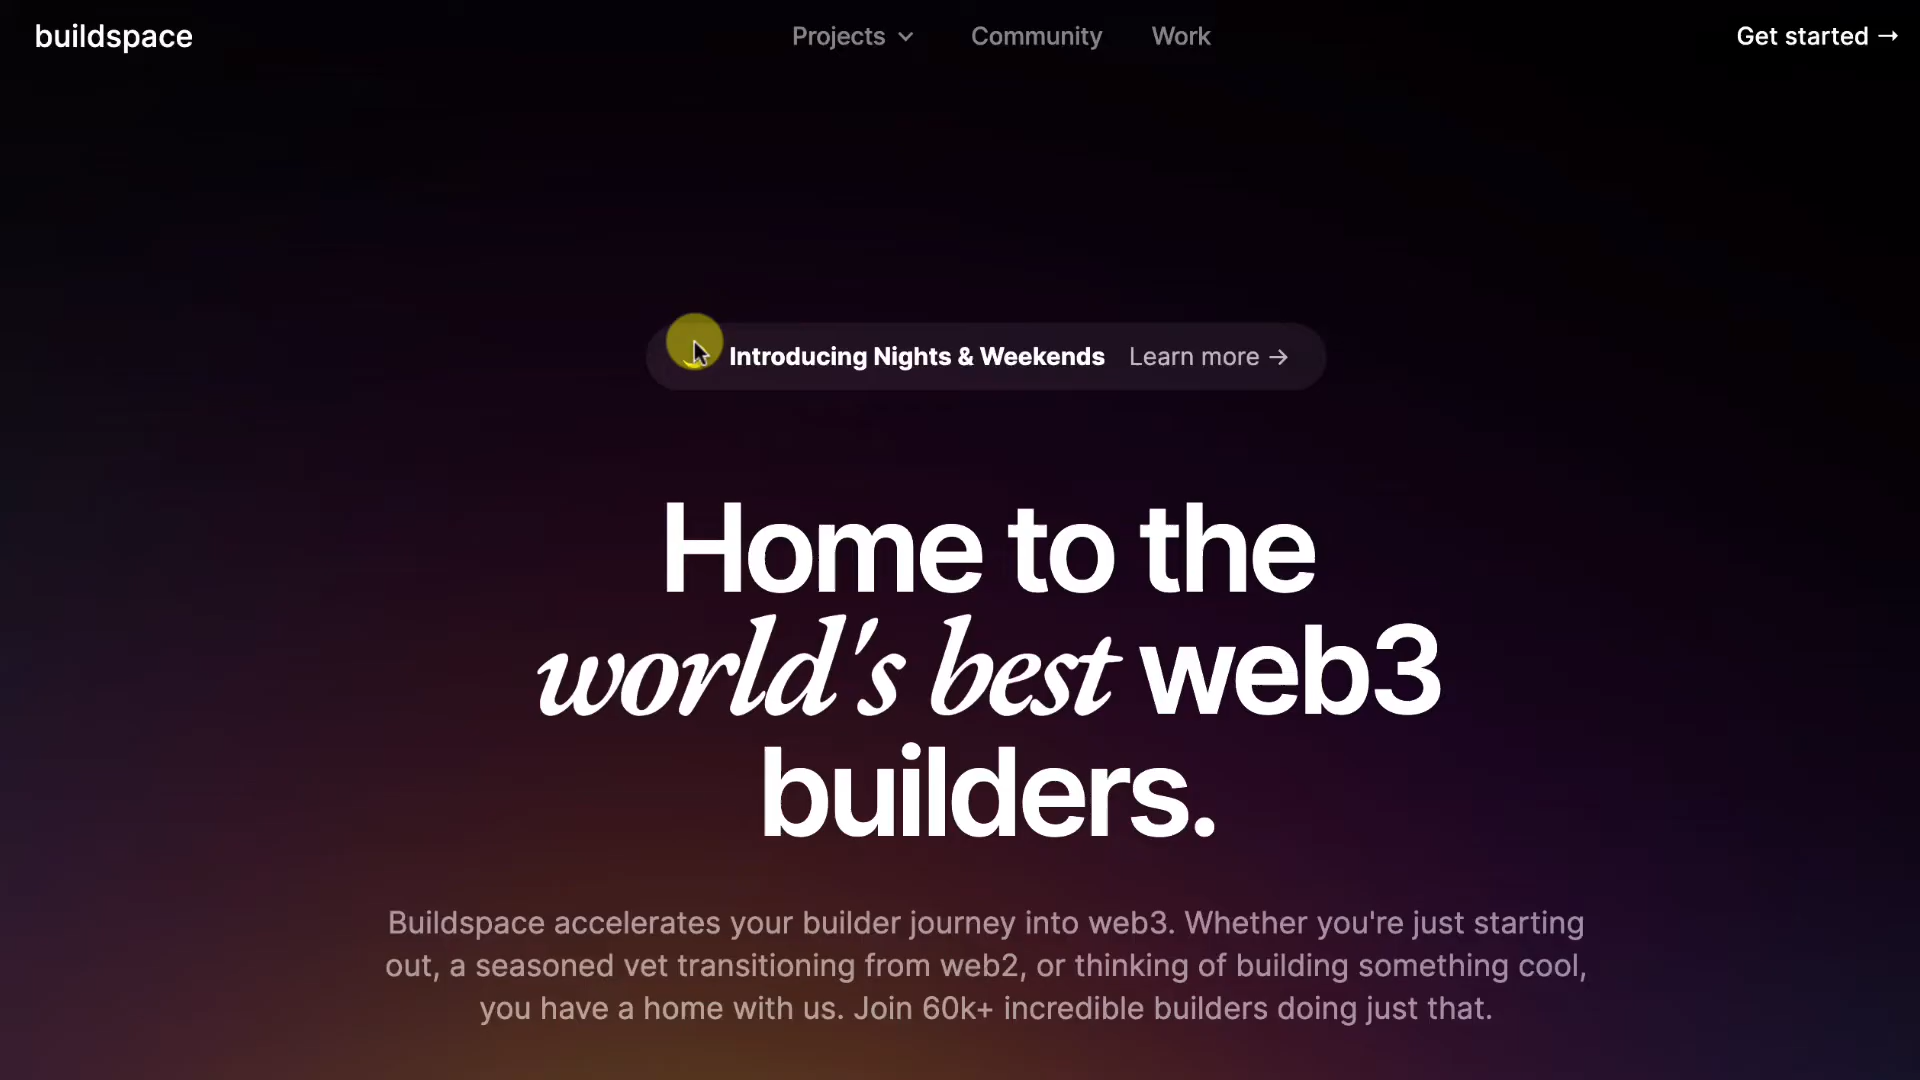 buildspace
Projects
Community
Work
Get started →
Introducing Nights & Weekends
Learn more →
Home to the
world's best web3
builders.
Buildspace accelerates your builder journey into web3. Whether you're just starting
out, a seasoned vet transitioning from web2, or thinking of building something cool,
you have a home with us. Join 60k+ incredible builders doing just that.